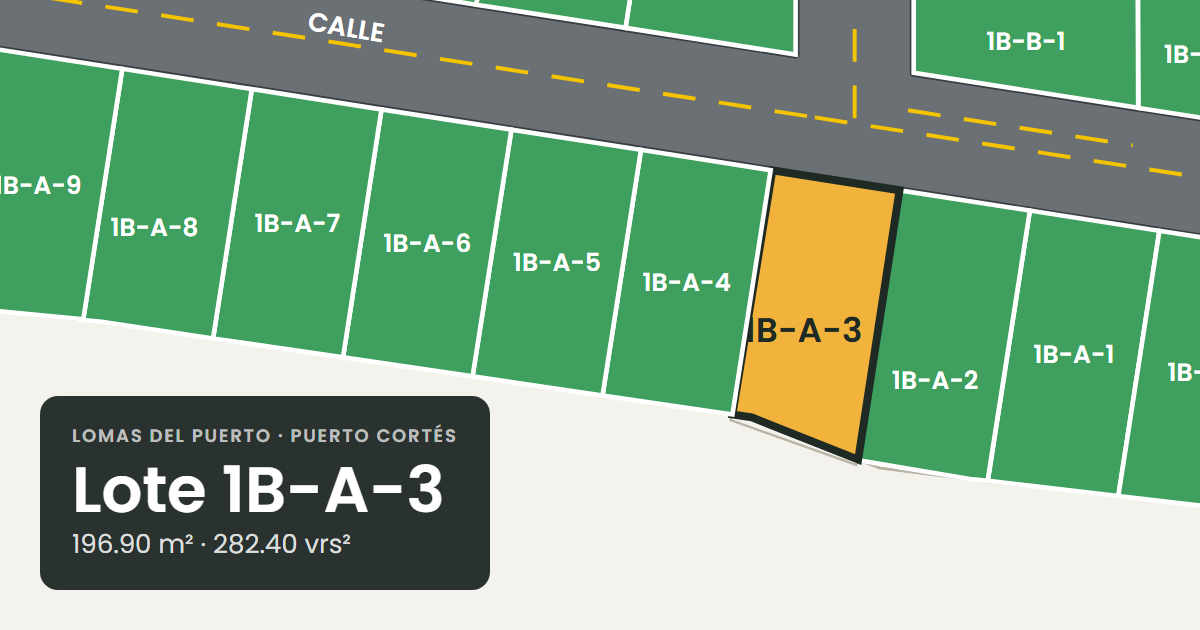 CALLE
1B-B-1
1B-
1B-A-9
1B-A-8
1B-A-7
1B-A-6
1B-A-5
1B-A-4
1B-A-3
1B-A-2
1B-A-1
1B-
LOMAS DEL PUERTO · PUERTO CORTÉS
Lote 1B-A-3
196.90 m² · 282.40 vrs²